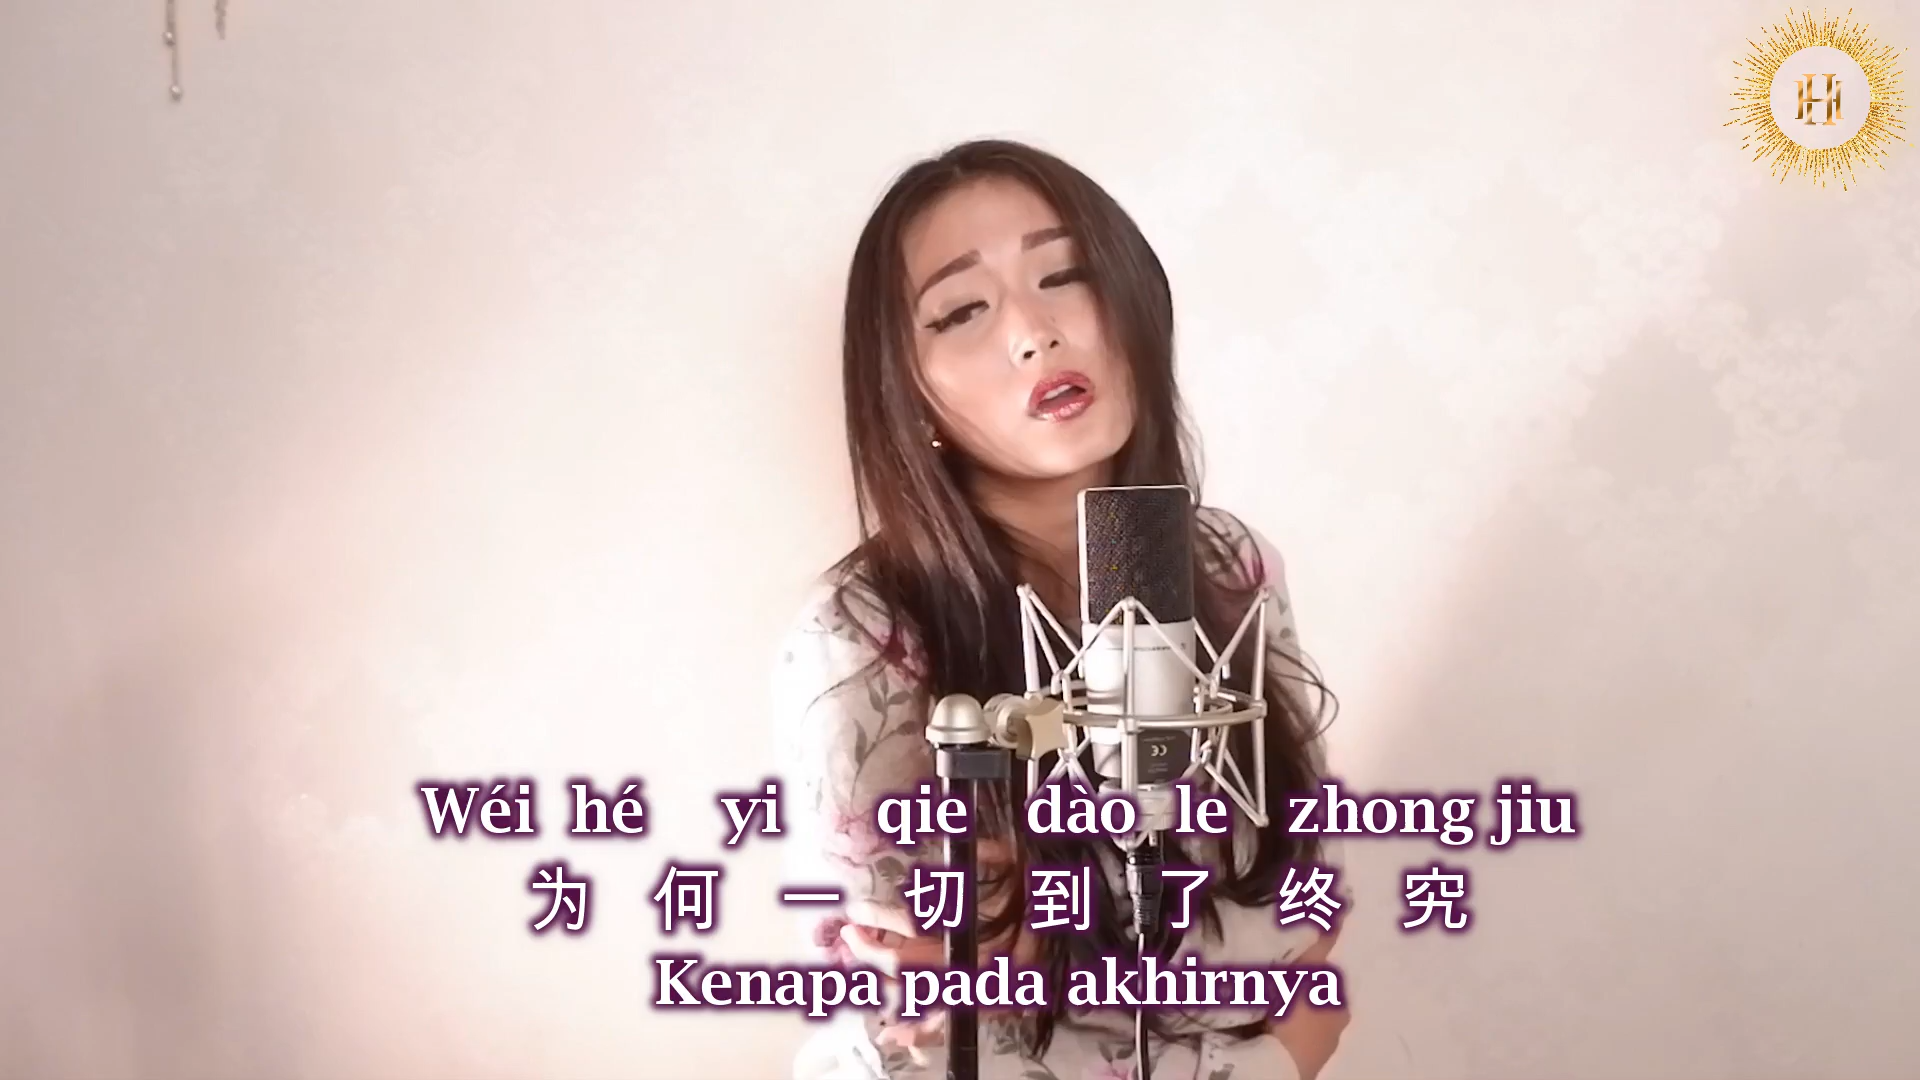 Wéi hé yi qie dào le zhong jiu
为 何 一 切 到 了 终 究
Kenapa pada akhirnya